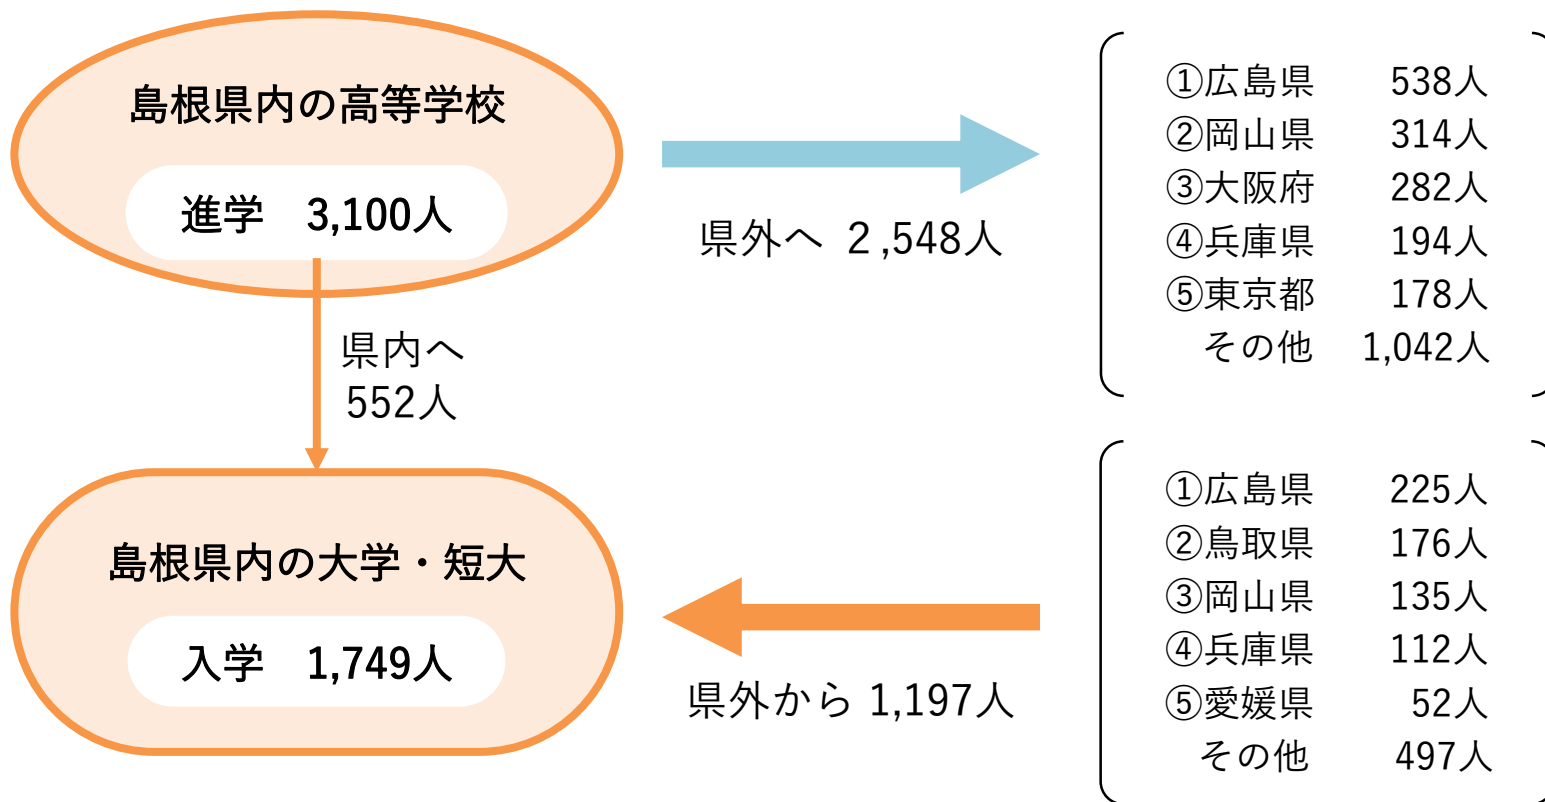 島根県内の高等学校
進学　3,100人
県外へ ２,548人
①広島県　538人
②岡山県　314人
③大阪府　282人
④兵庫県　194人
⑤東京都　178人
その他　1,042人
県内へ
552人
島根県内の大学・短大
入学　1,749人
県外から 1,197人
①広島県　225人
②鳥取県　176人
③岡山県　135人
④兵庫県　112人
⑤愛媛県　52人
その他　497人